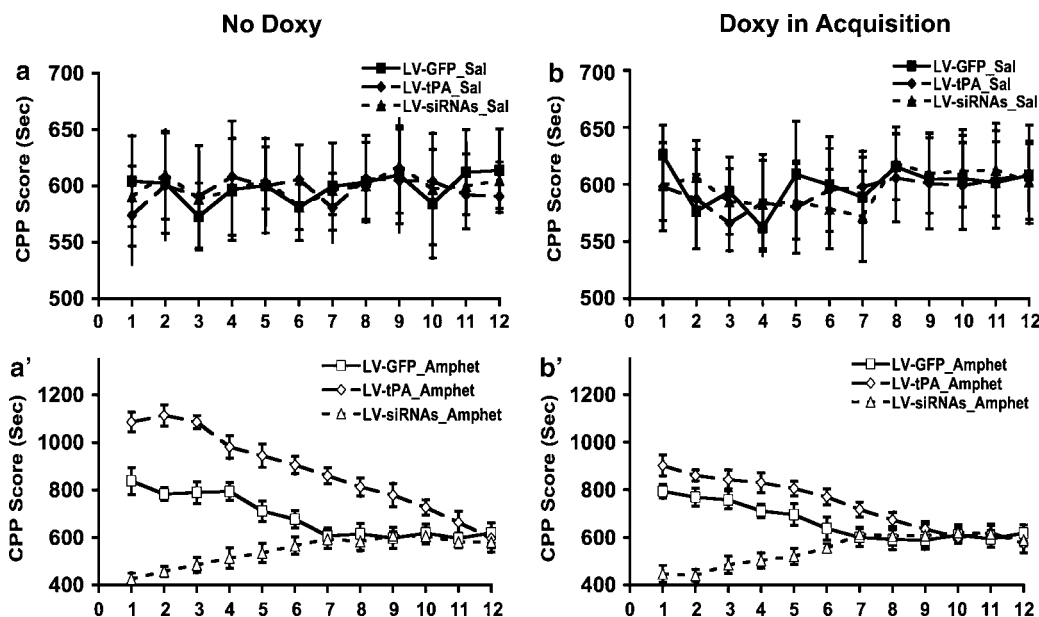 No Doxy
Doxy in Acquisition
a
700
650
600
550
500
CPP Score (Sec)
LV-GFP_Sal
LV-tPA_Sal
LV-siRNAs_Sal
0 1 2 3 4 5 6 7 8 9 10 11 12
b
700
650
600
550
500
CPP Score (Sec)
LV-GFP_Sal
LV-tPA_Sal
LV-siRNAs_Sal
0 1 2 3 4 5 6 7 8 9 10 11 12
a'
1200
1000
800
600
400
CPP Score (Sec)
LV-GFP_Amphet
LV-tPA_Amphet
LV-siRNAs_Amphet
0 1 2 3 4 5 6 7 8 9 10 11 12
b'
1200
1000
800
600
400
CPP Score (Sec)
LV-GFP_Amphet
LV-tPA_Amphet
LV-siRNAs_Amphet
0 1 2 3 4 5 6 7 8 9 10 11 12